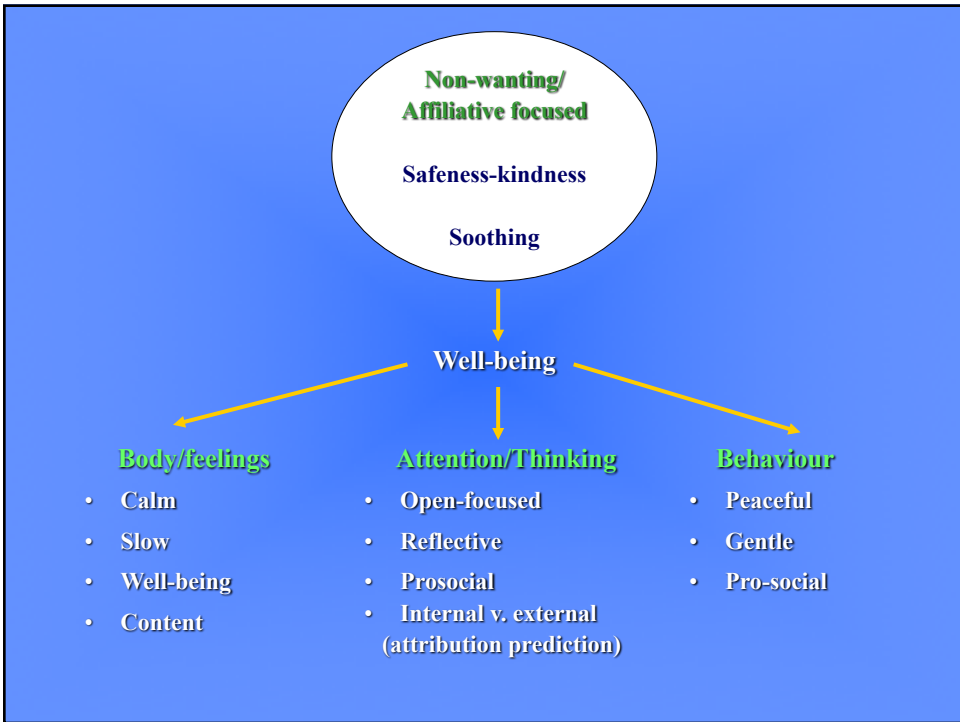 Non-wanting/
Affiliative focused
Safeness-kindness
Soothing
Well-being
Body/feelings
• Calm
• Slow
• Well-being
• Content
Attention/Thinking
• Open-focused
• Reflective
• Prosocial
• Internal v. external
(attribution prediction)
Behaviour
• Peaceful
• Gentle
• Pro-social